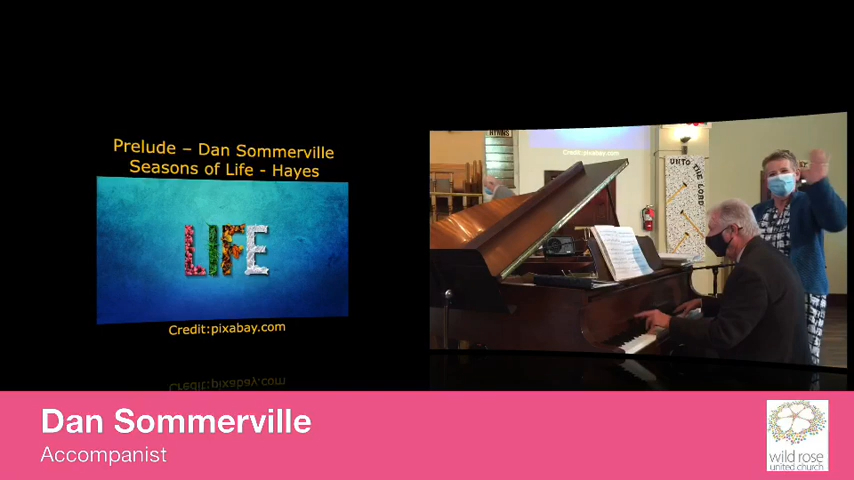 Prelude – Dan Sommerville
Seasons of Life - Hayes
LIFE
Credit:pixabay.com
HYMNS
Credit:pixabay.com
UNTO
THE LORD
Dan Sommerville
Accompanist
wild rose
united church